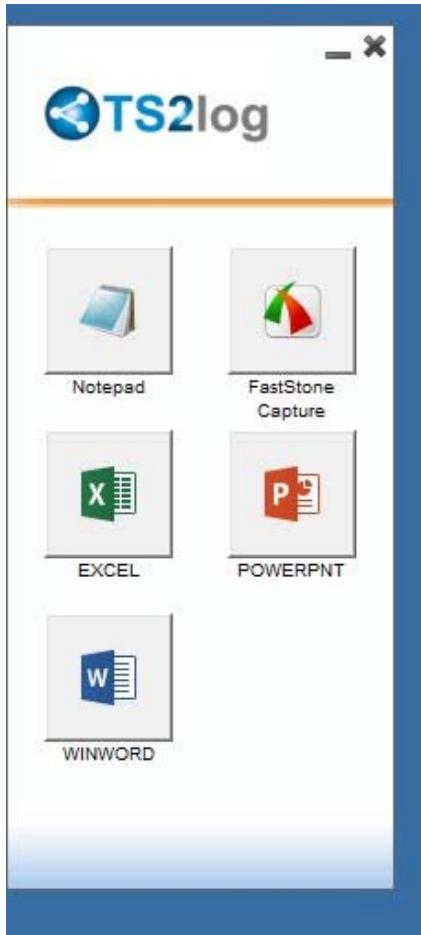 TS2log
Notepad
FastStone
Capture
EXCEL
POWERPNT
WINWORD